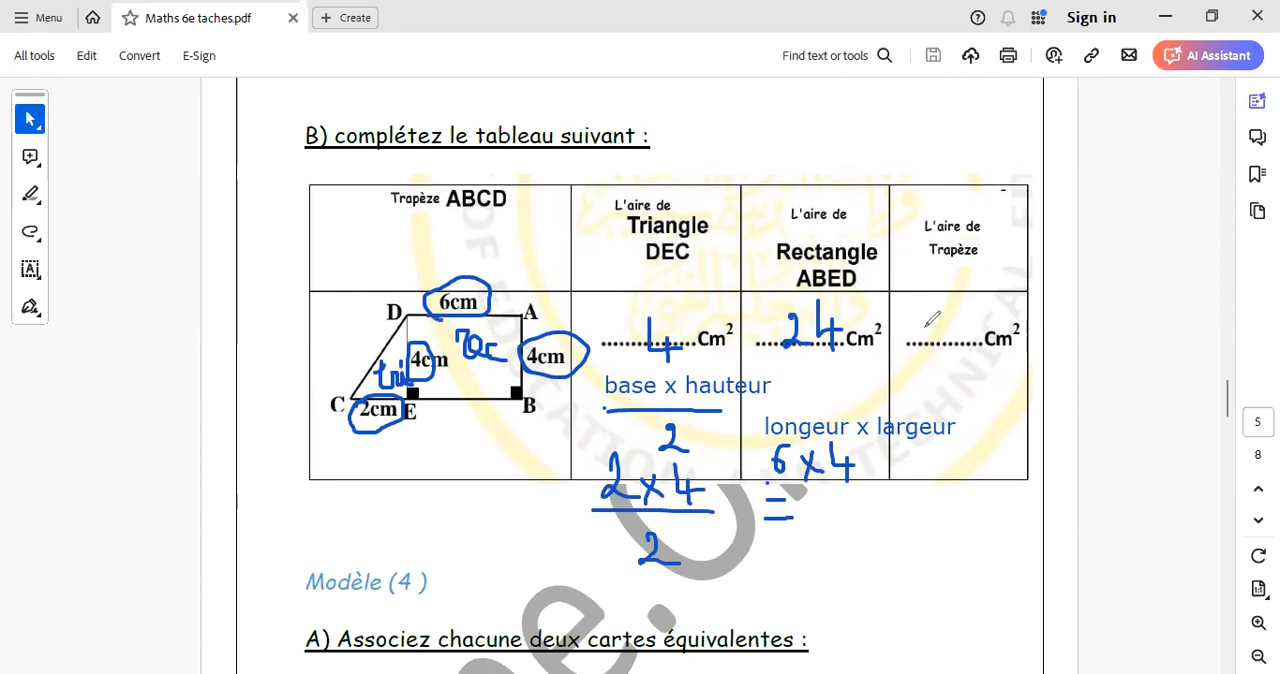 Menu
Maths 6e taches.pdf
Create
Sign in
All tools
Edit
Convert
E-Sign
Find text or tools
AI Assistant
B) complétez le tableau suivant :
Trapèze ABCD
L'aire de
Triangle
DEC
L'aire de
Rectangle
ABED
L'aire de
Trapèze
6cm
D
A
4cm
4cm
C
2cm
E
B
4
..................Cm²
24
.................Cm²
...............Cm²
base x hauteur
2
2 x 4
2
longeur x largeur
6 x 4
Modèle (4 )
A) Associez chacune deux cartes équivalentes :
5
8